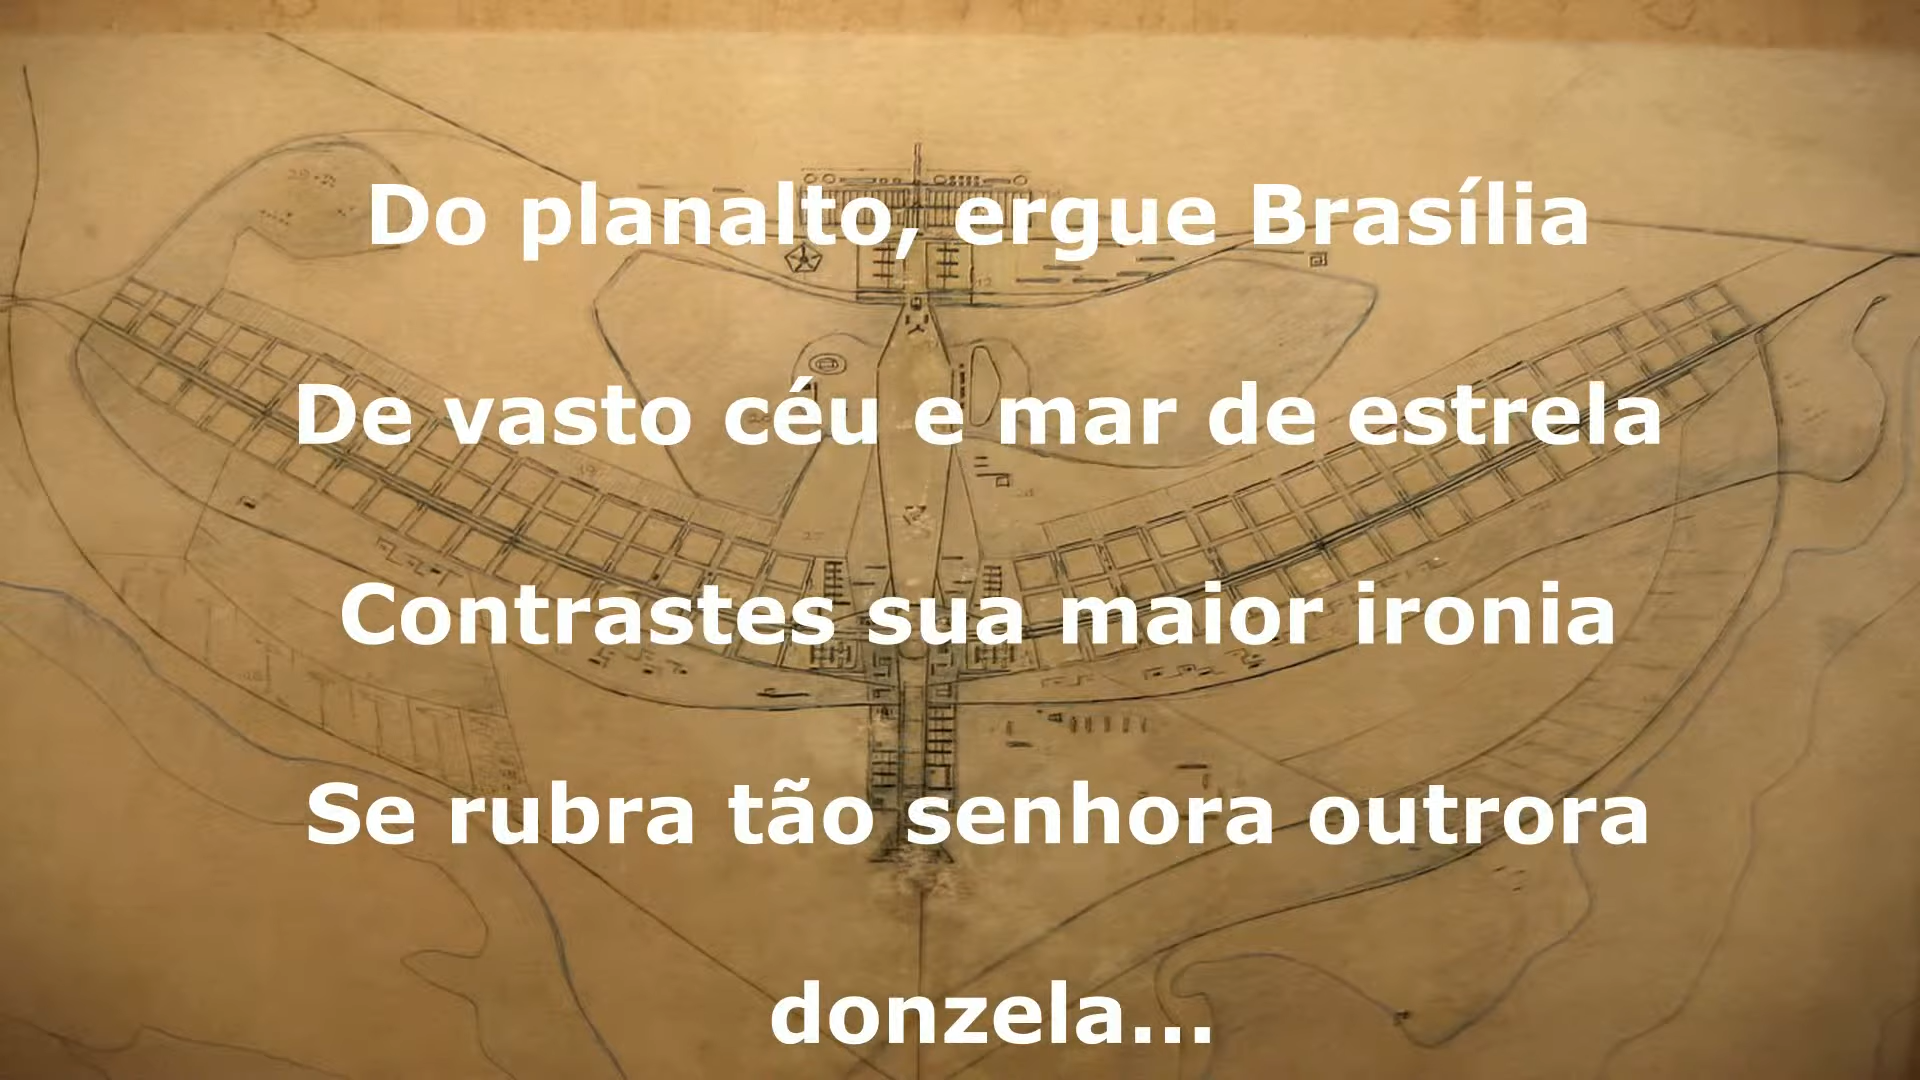 Do planalto, ergue Brasília
De vasto céu e mar de estrela
Contrastes sua maior ironia
Se rubra tão senhora outrora
donzela...